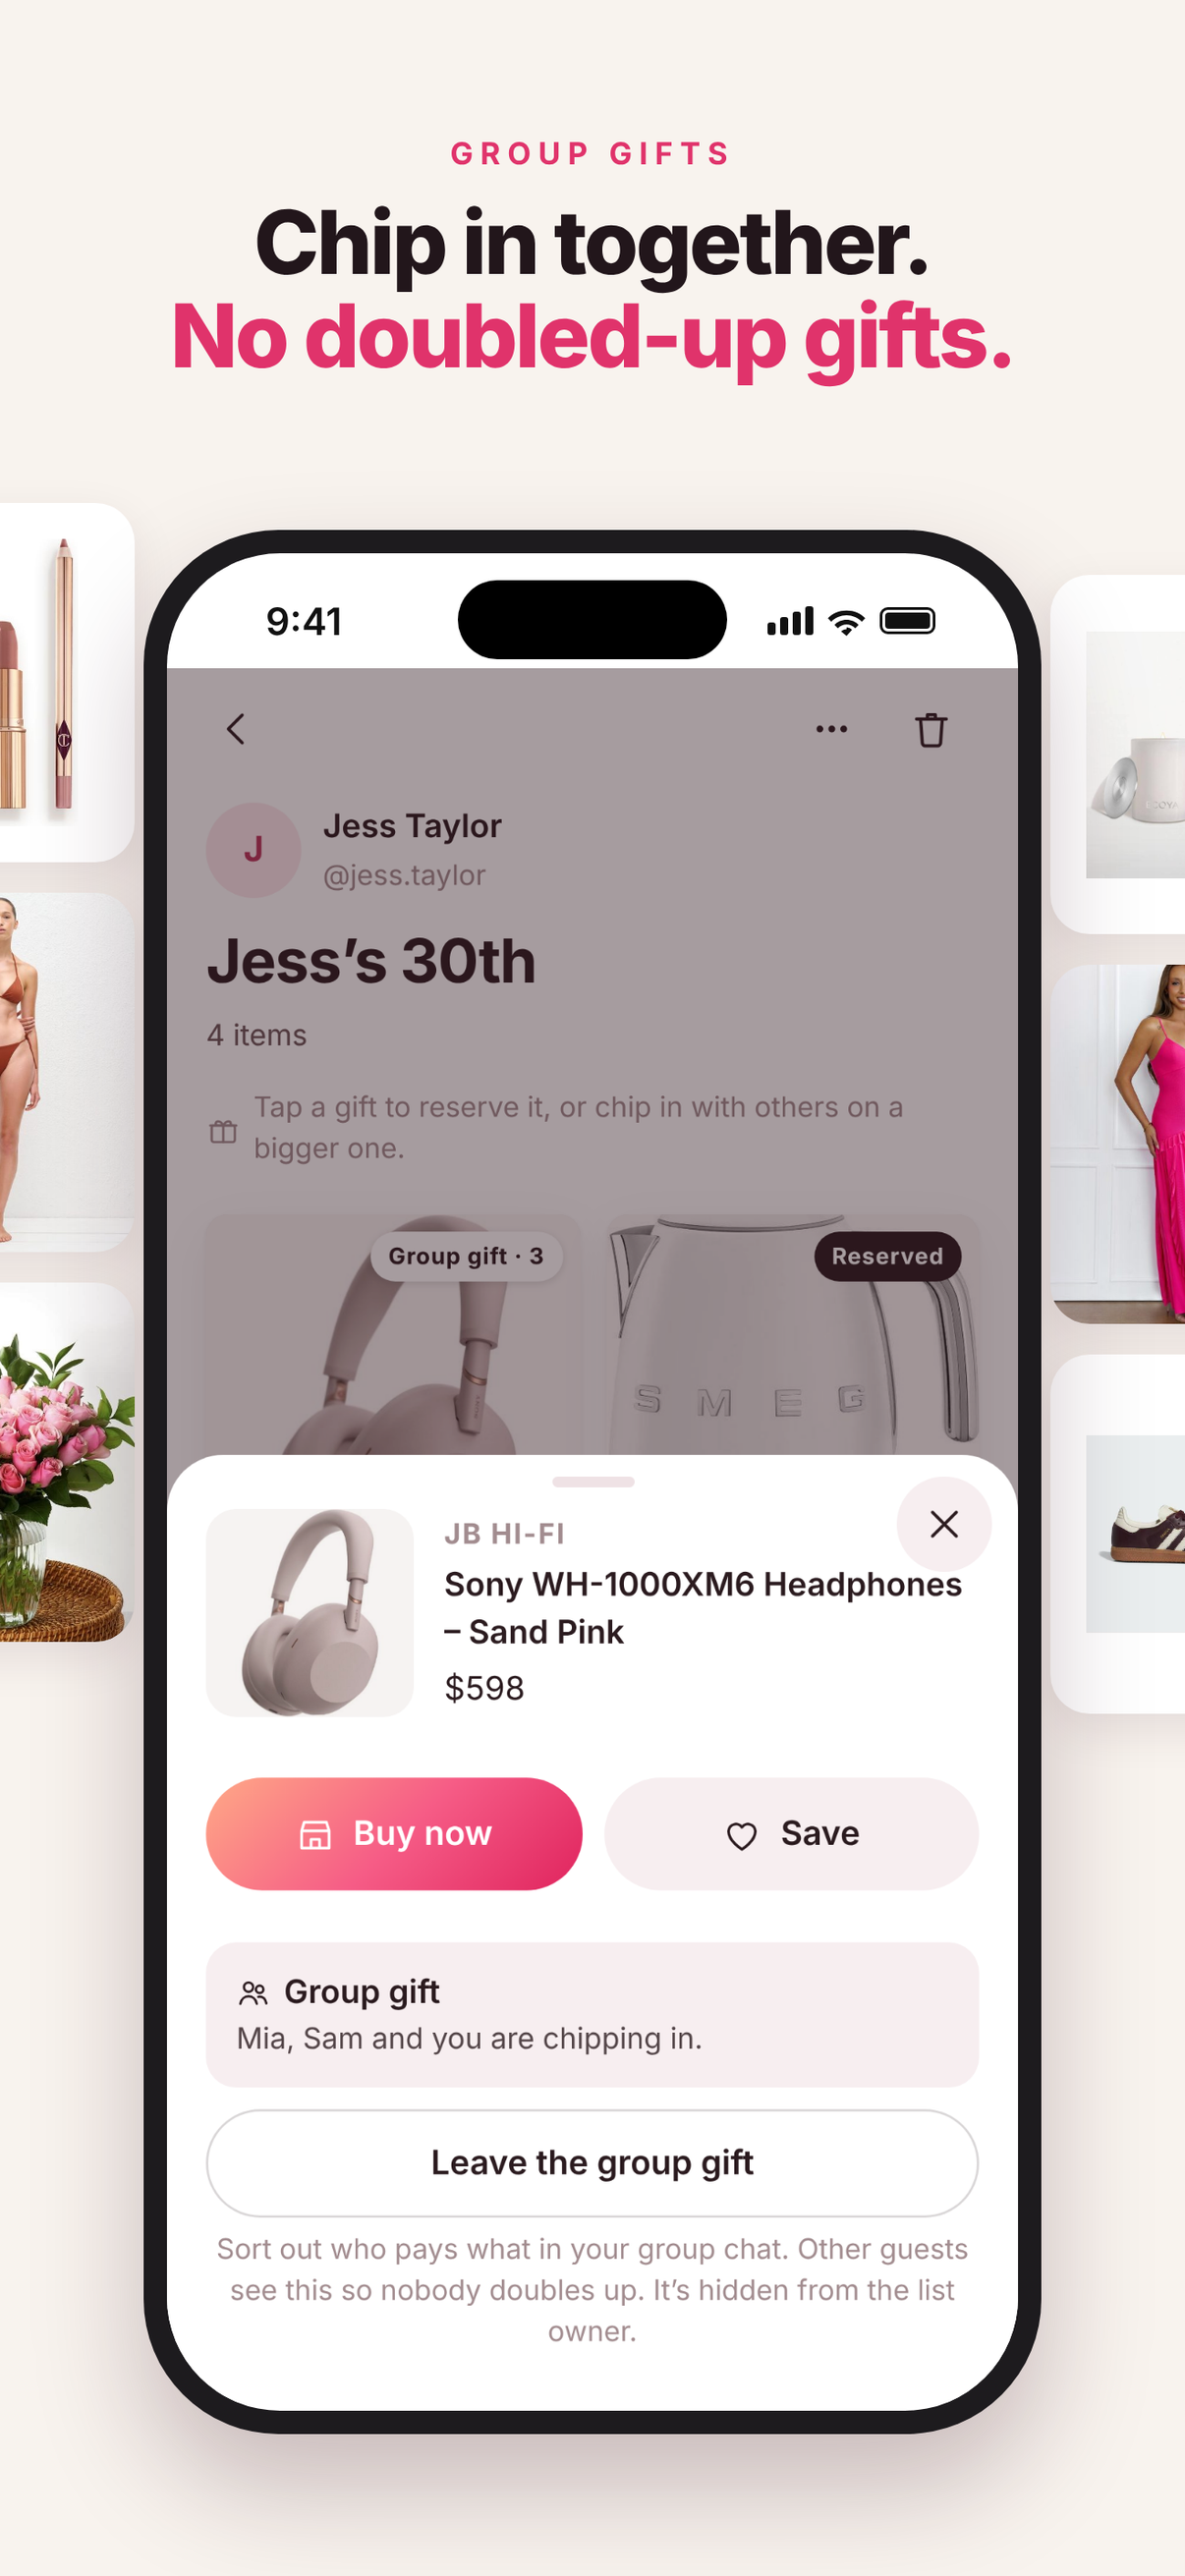 GROUP GIFTS
Chip in together.
No doubled-up gifts.
9:41
J
Jess Taylor
@jess.taylor
Jess’s 30th
4 items
Tap a gift to reserve it, or chip in with others on a
bigger one.
Group gift · 3
Reserved
SMEG
JB HI-FI
Sony WH-1000XM6 Headphones
– Sand Pink
$598
Buy now
Save
Group gift
Mia, Sam and you are chipping in.
Leave the group gift
Sort out who pays what in your group chat. Other guests
see this so nobody doubles up. It’s hidden from the list
owner.